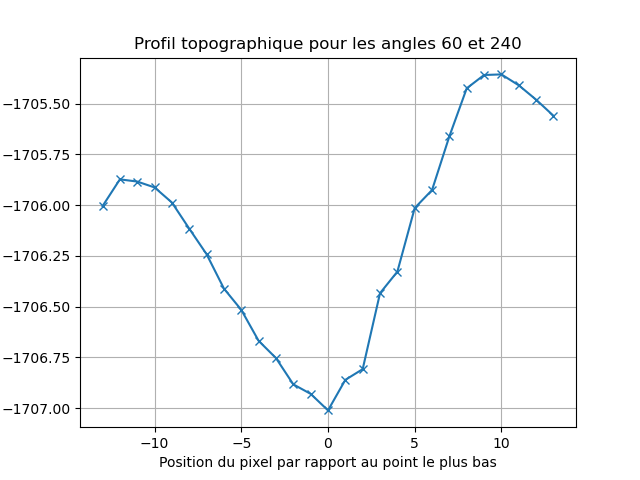 Profil topographique pour les angles 60 et 240
−1705.50
−1705.75
−1706.00
−1706.25
−1706.50
−1706.75
−1707.00
−10 −5 0 5 10
Position du pixel par rapport au point le plus bas